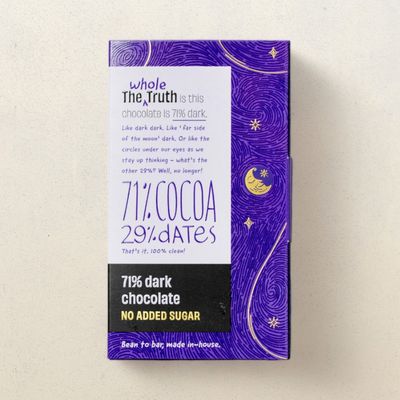 whole
The Truth is this
chocolate is 71% dark.
Like dark dark. Like 'far side
of the moon' dark. Or like the
circles under our eyes as we
stay up thinking – what's the
other 29%? Well, no longer!
71% COCOA
29% DATES
That's it, 100% clean!
71% dark
chocolate
NO ADDED SUGAR
Bean to bar, made in-house.